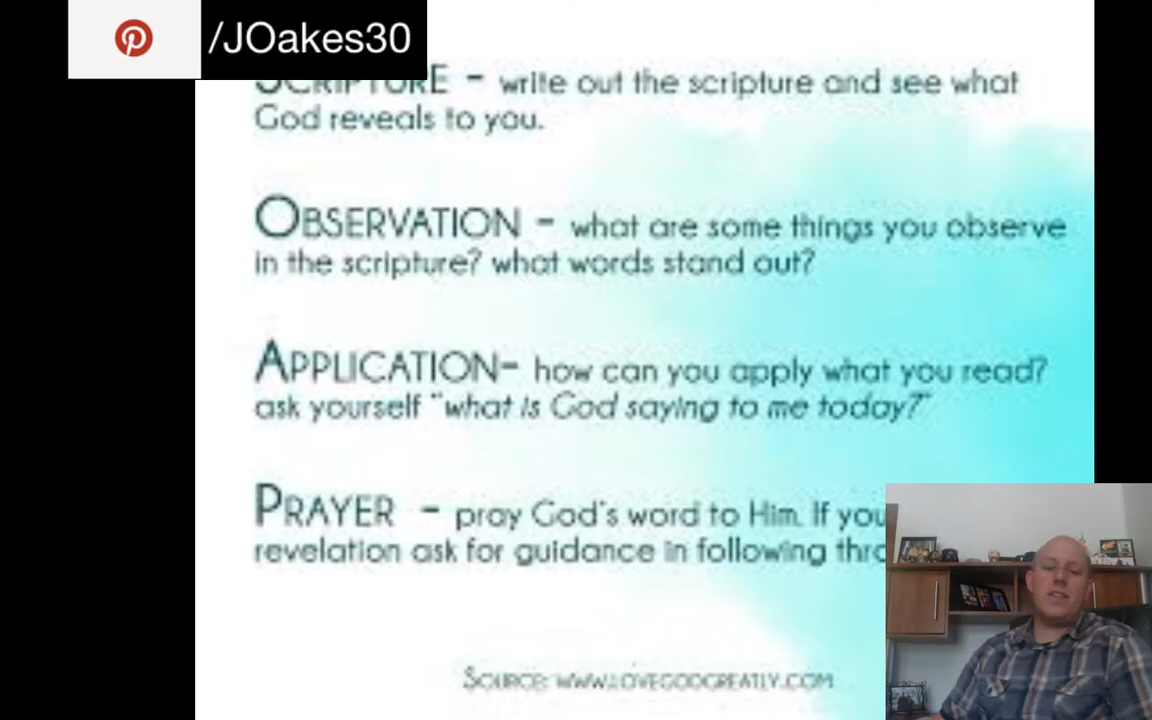 /JOakes30
SCRIPTURE - write out the scripture and see what
God reveals to you.
OBSERVATION - what are some things you observe
in the scripture? what words stand out?
APPLICATION- how can you apply what you read?
ask yourself "what is God saying to me today?"
PRAYER - pray God's word to Him. If you
revelation ask for guidance in following
SOURCE: WWW.LOVEGODGREATLY.COM